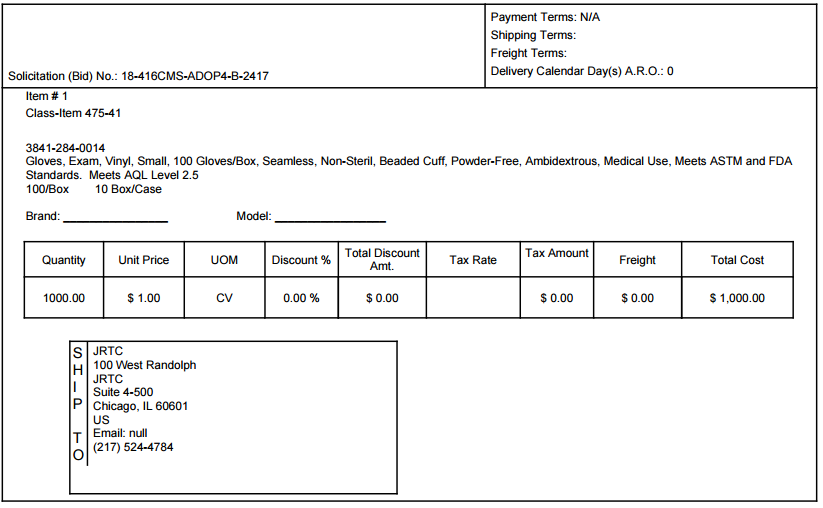 Payment Terms: N/A
Shipping Terms:
Freight Terms:
Delivery Calendar Day(s) A.R.O.: 0
Solicitation (Bid) No.: 18-416CMS-ADOP4-B-2417
Item # 1
Class-Item 475-41
3841-284-0014
Gloves, Exam, Vinyl, Small, 100 Gloves/Box, Seamless, Non-Steril, Beaded Cuff, Powder-Free, Ambidextrous, Medical Use, Meets ASTM and FDA
Standards.  Meets AQL Level 2.5
100/Box      10 Box/Case
Brand: ________________ Model: _________________
Quantity Unit Price UOM Discount % Total Discount Amt. Tax Rate Tax Amount Freight Total Cost
1000.00 $ 1.00 CV 0.00 % $ 0.00 $ 0.00 $ 0.00 $ 1,000.00
SHIP TO
JRTC
100 West Randolph
JRTC
Suite 4-500
Chicago, IL 60601
US
Email: null
(217) 524-4784